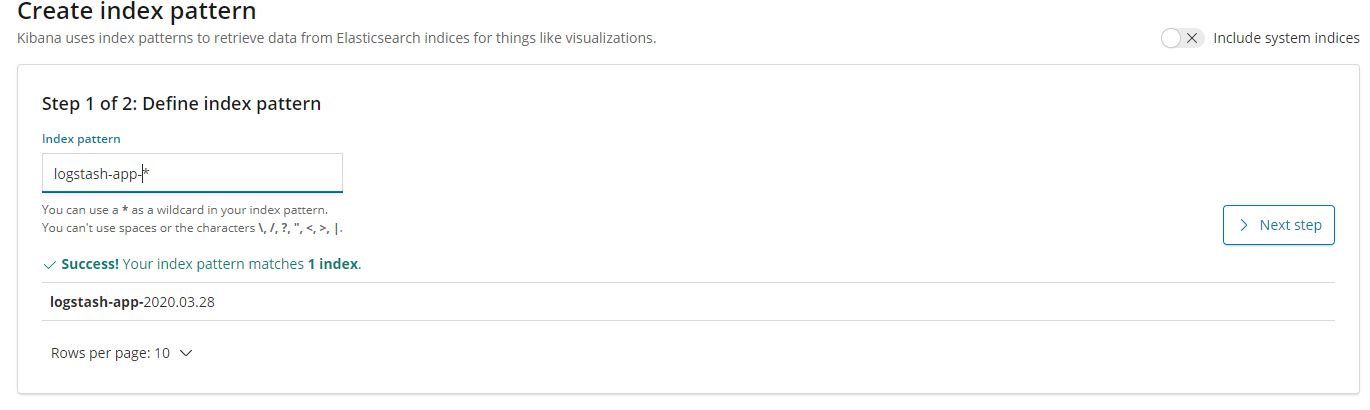 Create index pattern
Kibana uses index patterns to retrieve data from Elasticsearch indices for things like visualizations.
Include system indices
Step 1 of 2: Define index pattern
Index pattern
logstash-app-*
You can use a * as a wildcard in your index pattern.
You can't use spaces or the characters \, /, ?, ", <, >, |.
Next step
Success! Your index pattern matches 1 index.
logstash-app-2020.03.28
Rows per page: 10